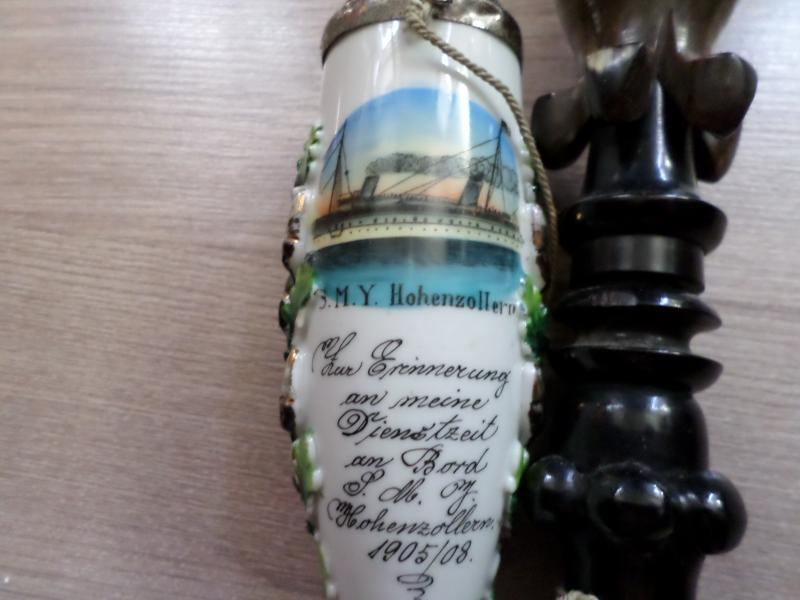 S.M.Y. Hohenzollern
Zur Erinnerung
an meine
Dienstzeit
an Bord
S. M. Y.
Hohenzollern.
1905/08.